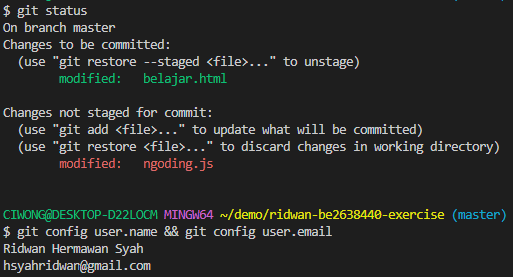 $ git status
On branch master
Changes to be committed:
  (use "git restore --staged <file>..." to unstage)
        modified:   belajar.html

Changes not staged for commit:
  (use "git add <file>..." to update what will be committed)
  (use "git restore <file>..." to discard changes in working directory)
        modified:   ngoding.js

CIWONG@DESKTOP-D22LOCM MINGW64 ~/demo/ridwan-be2638440-exercise (master)
$ git config user.name && git config user.email
Ridwan Hermawan Syah
hsyahridwan@gmail.com